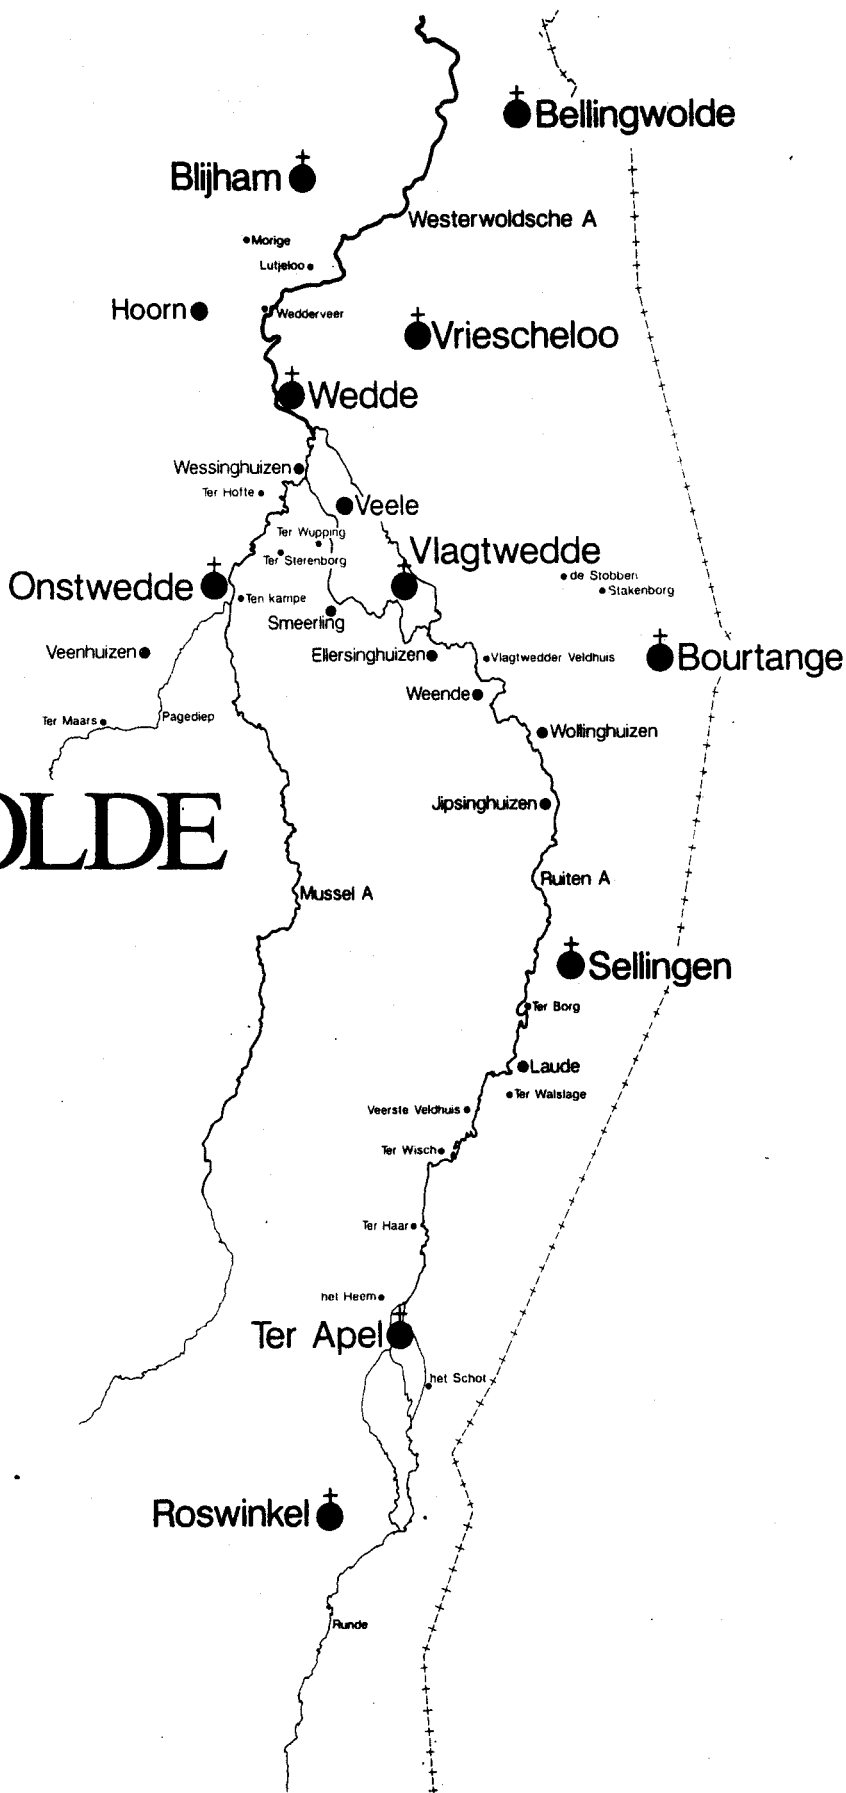 Bellingwolde
Blijham
Westerwoldsche A
Morige
Lutjeloo
Hoorn
Wedderveer
Vriescheloo
Wedde
Wessinghuizen
Ter Hofte
Veele
Ter Wupping
Vlagtwedde
Ter Sterenborg
Onstwedde
de Stobben
Stakenborg
Ten kampe
Smeerling
Veenhuizen
Ellersinghuizen
Vlagtwedder Veldhuis
Bourtange
Weende
Ter Maars
Pagediep
Wollinghuizen
Jipsinghuizen
OLDE
Mussel A
Ruiten A
Sellingen
Ter Borg
Laude
Ter Walslage
Veerste Veldhuis
Ter Wisch
Ter Haar
het Heem
Ter Apel
het Schot
Roswinkel
Runde